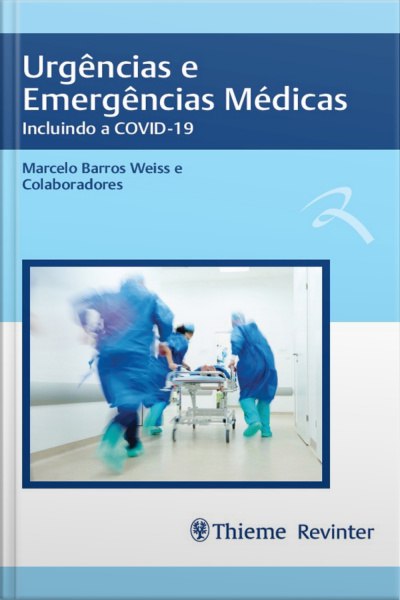 Urgências e
Emergências Médicas
Incluindo a COVID-19
Marcelo Barros Weiss e
Colaboradores
Thieme Revinter